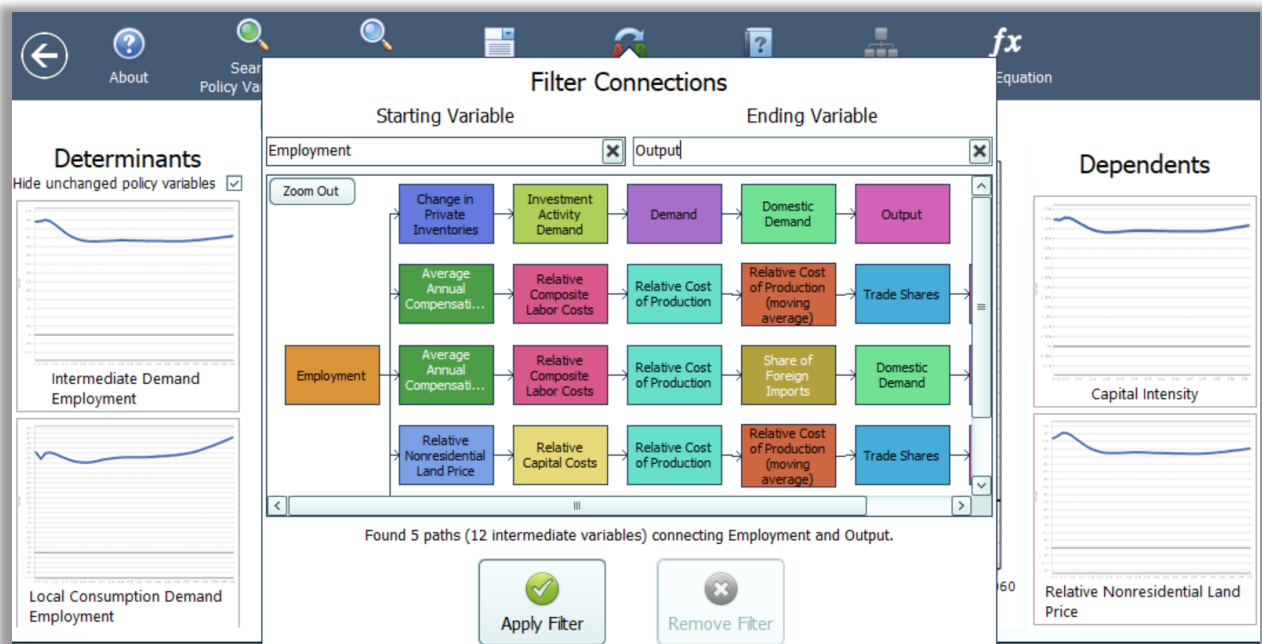 About
Sear
Policy Va
fx
Equation
Filter Connections
Starting Variable
Ending Variable
Employment
Output
Determinants
Hide unchanged policy variables
Intermediate Demand
Employment
Local Consumption Demand
Employment
Zoom Out
Employment
Change in
Private
Inventories
Investment
Activity
Demand
Demand
Domestic
Demand
Output
Average
Annual
Compensati...
Relative
Composite
Labor Costs
Relative Cost
of Production
Relative Cost
of Production
(moving
average)
Trade Shares
Average
Annual
Compensati...
Relative
Composite
Labor Costs
Relative Cost
of Production
Share of
Foreign
Imports
Domestic
Demand
Relative
Nonresidential
Land Price
Relative
Capital Costs
Relative Cost
of Production
Relative Cost
of Production
(moving
average)
Trade Shares
Found 5 paths (12 intermediate variables) connecting Employment and Output.
Apply Filter
Remove Filter
Dependents
Capital Intensity
060
Relative Nonresidential Land
Price